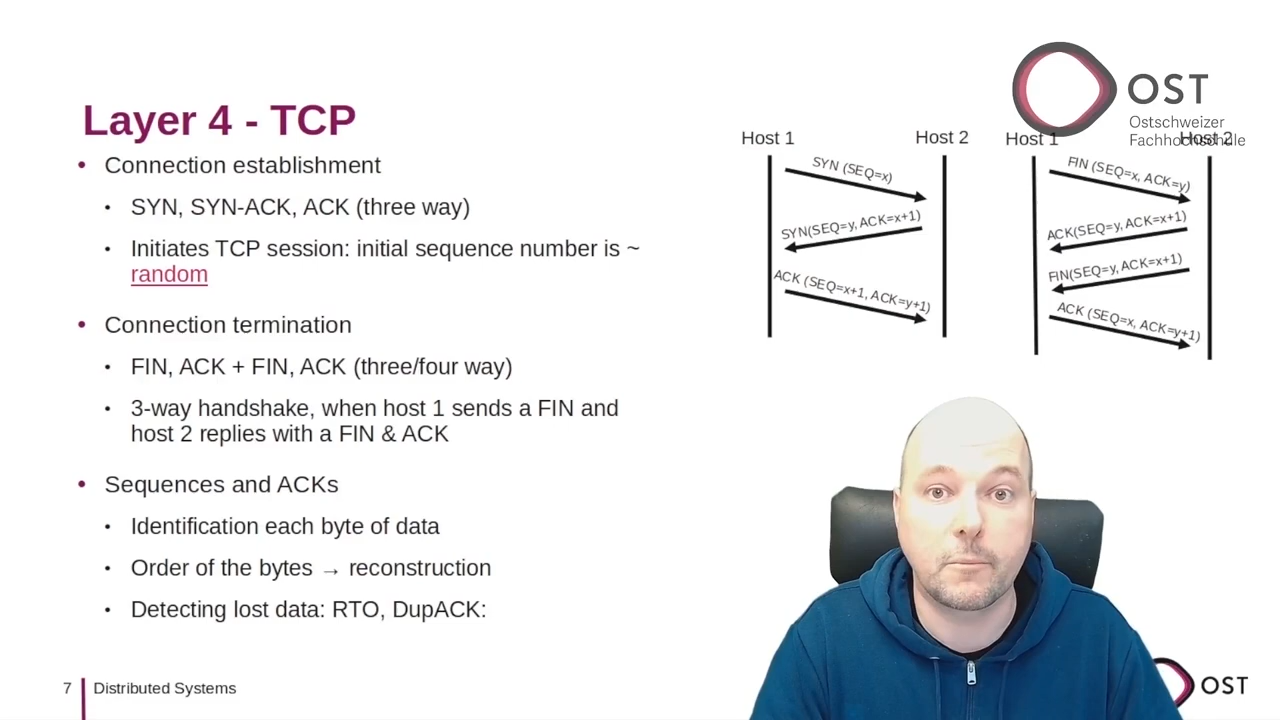 OST
Ostschweizer
Fachhochschule
Layer 4 - TCP
• Connection establishment
• SYN, SYN-ACK, ACK (three way)
• Initiates TCP session: initial sequence number is ~
random
• Connection termination
• FIN, ACK + FIN, ACK (three/four way)
• 3-way handshake, when host 1 sends a FIN and
host 2 replies with a FIN & ACK
• Sequences and ACKs
• Identification each byte of data
• Order of the bytes → reconstruction
• Detecting lost data: RTO, DupACK:
Host 1
Host 2
SYN (SEQ=x)
SYN(SEQ=y, ACK=x+1)
ACK (SEQ=x+1, ACK=y+1)
Host 1
Host 2
FIN (SEQ=x, ACK=y)
ACK(SEQ=y, ACK=x+1)
FIN(SEQ=y, ACK=x+1)
ACK (SEQ=x, ACK=y+1)
7
Distributed Systems
OST